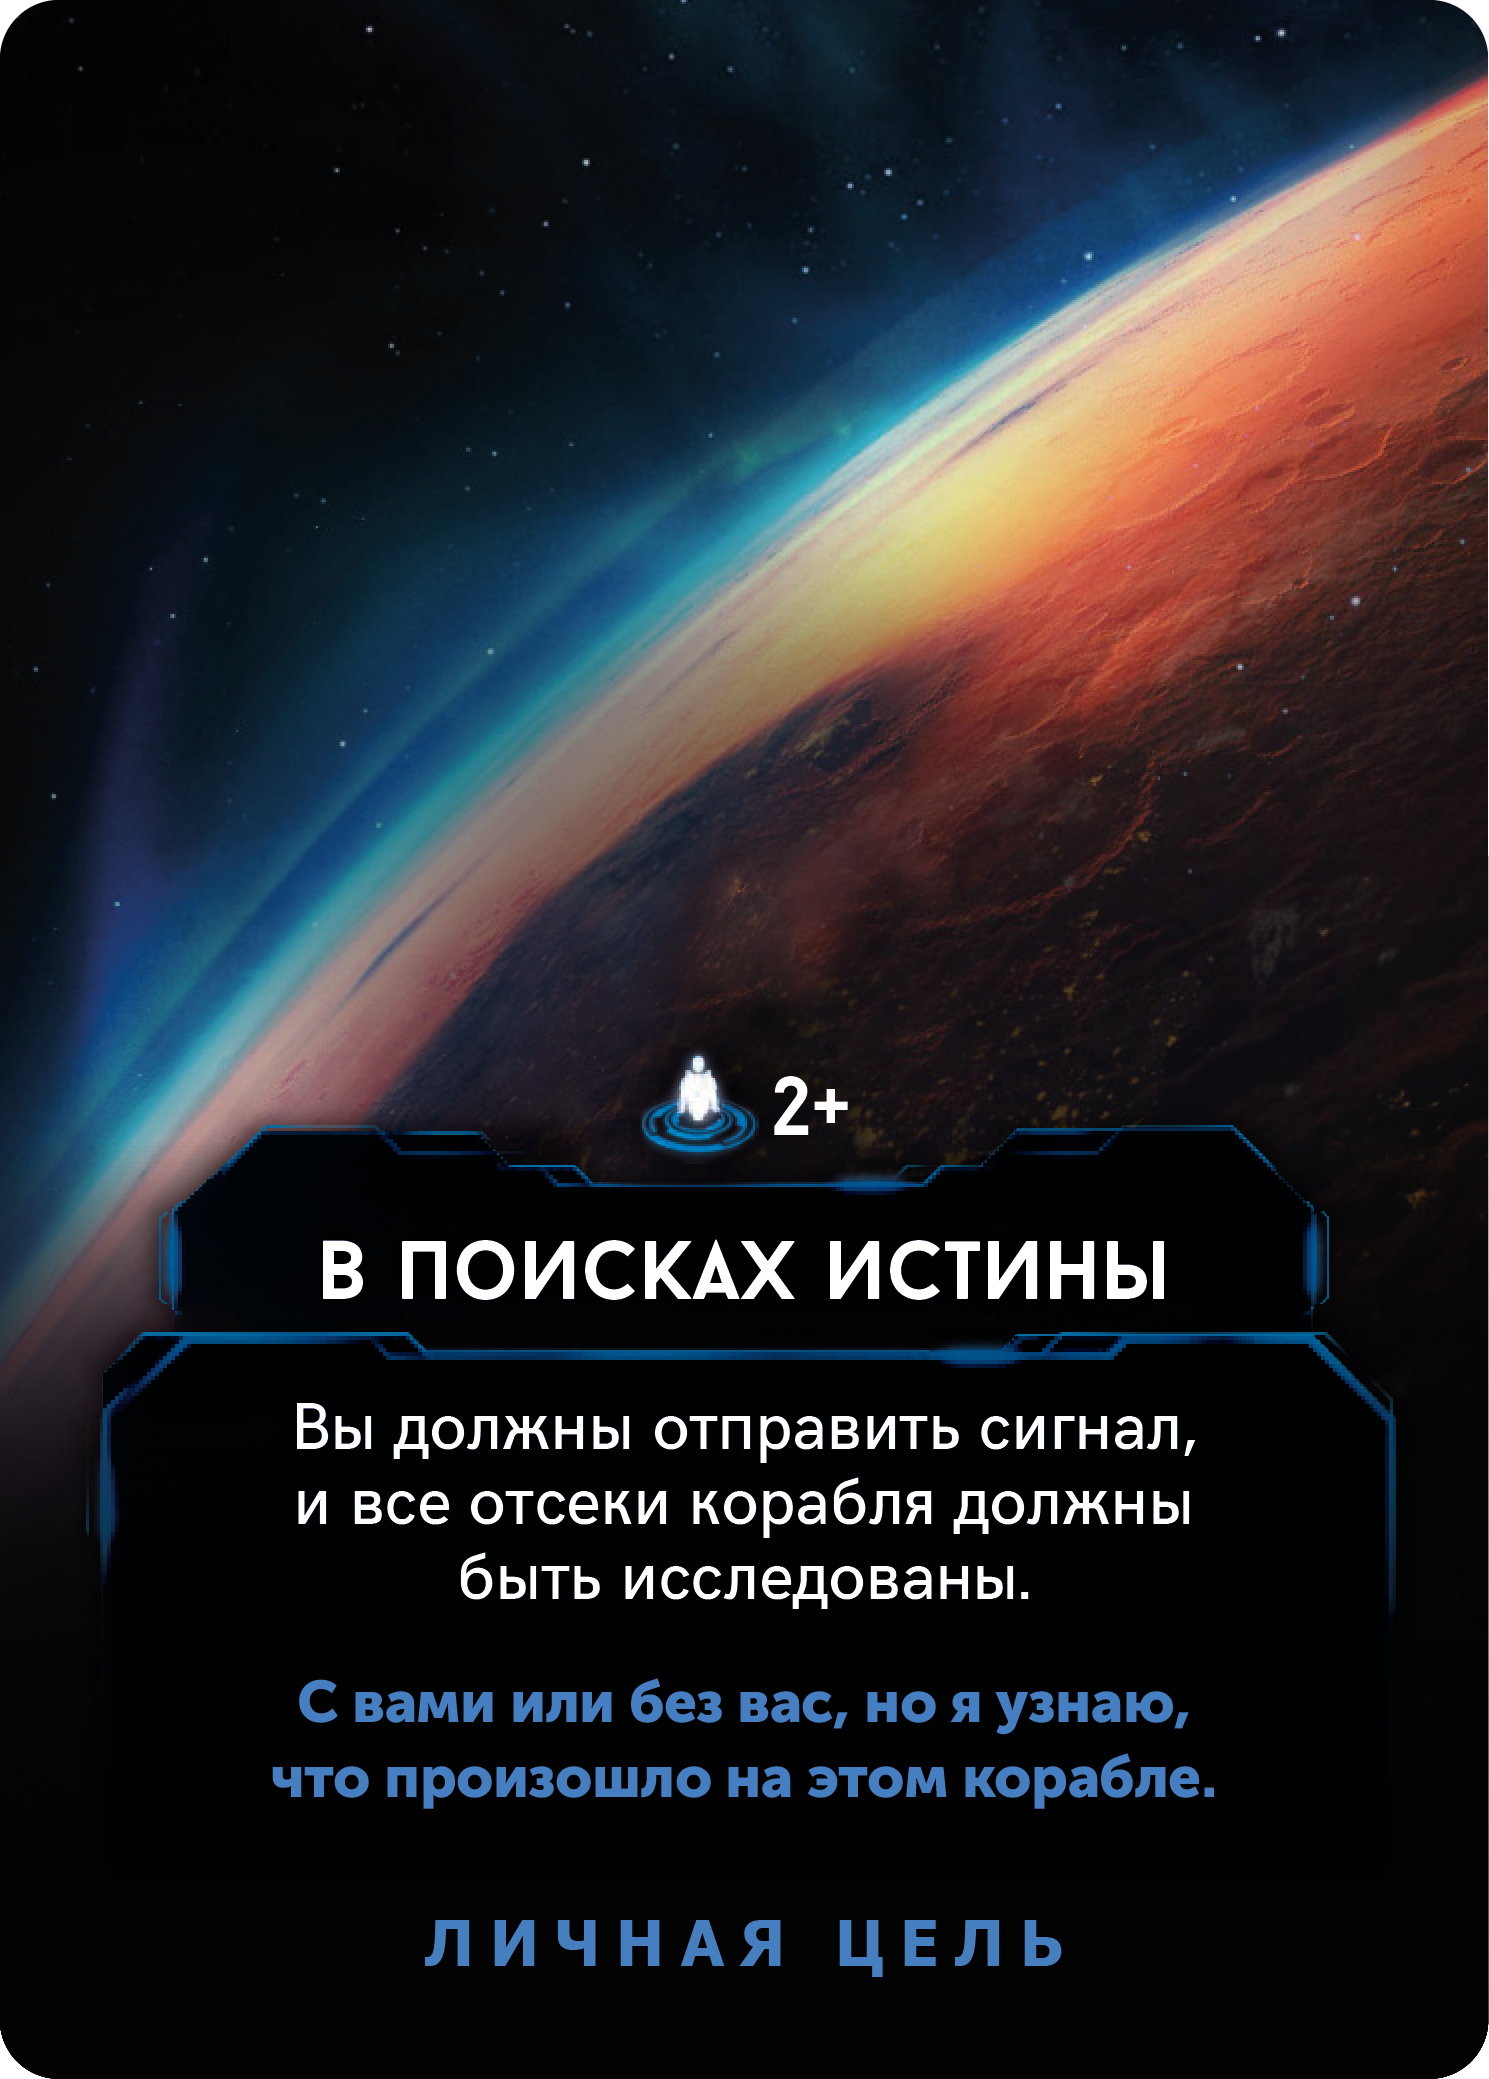 2+
В ПОИСКАХ ИСТИНЫ
Вы должны отправить сигнал,
и все отсеки корабля должны
быть исследованы.
С вами или без вас, но я узнаю,
что произошло на этом корабле.
ЛИЧНАЯ ЦЕЛЬ